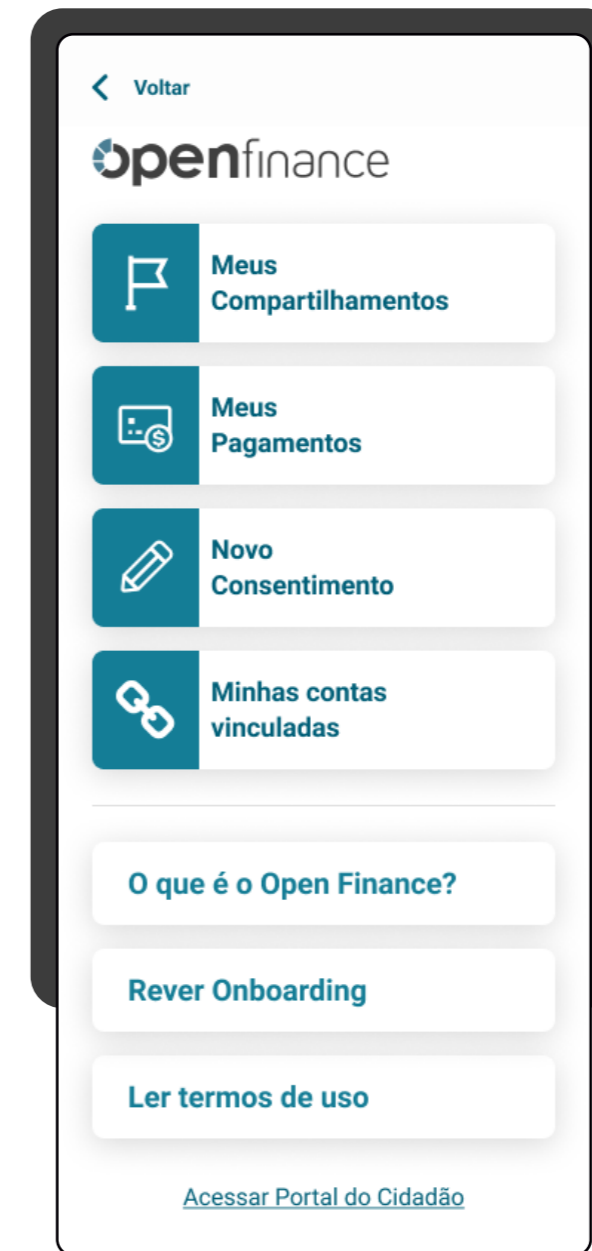 Voltar
openfinance
Meus
Compartilhamentos
Meus
Pagamentos
Novo
Consentimento
Minhas contas
vinculadas
O que é o Open Finance?
Rever Onboarding
Ler termos de uso
Acessar Portal do Cidadão